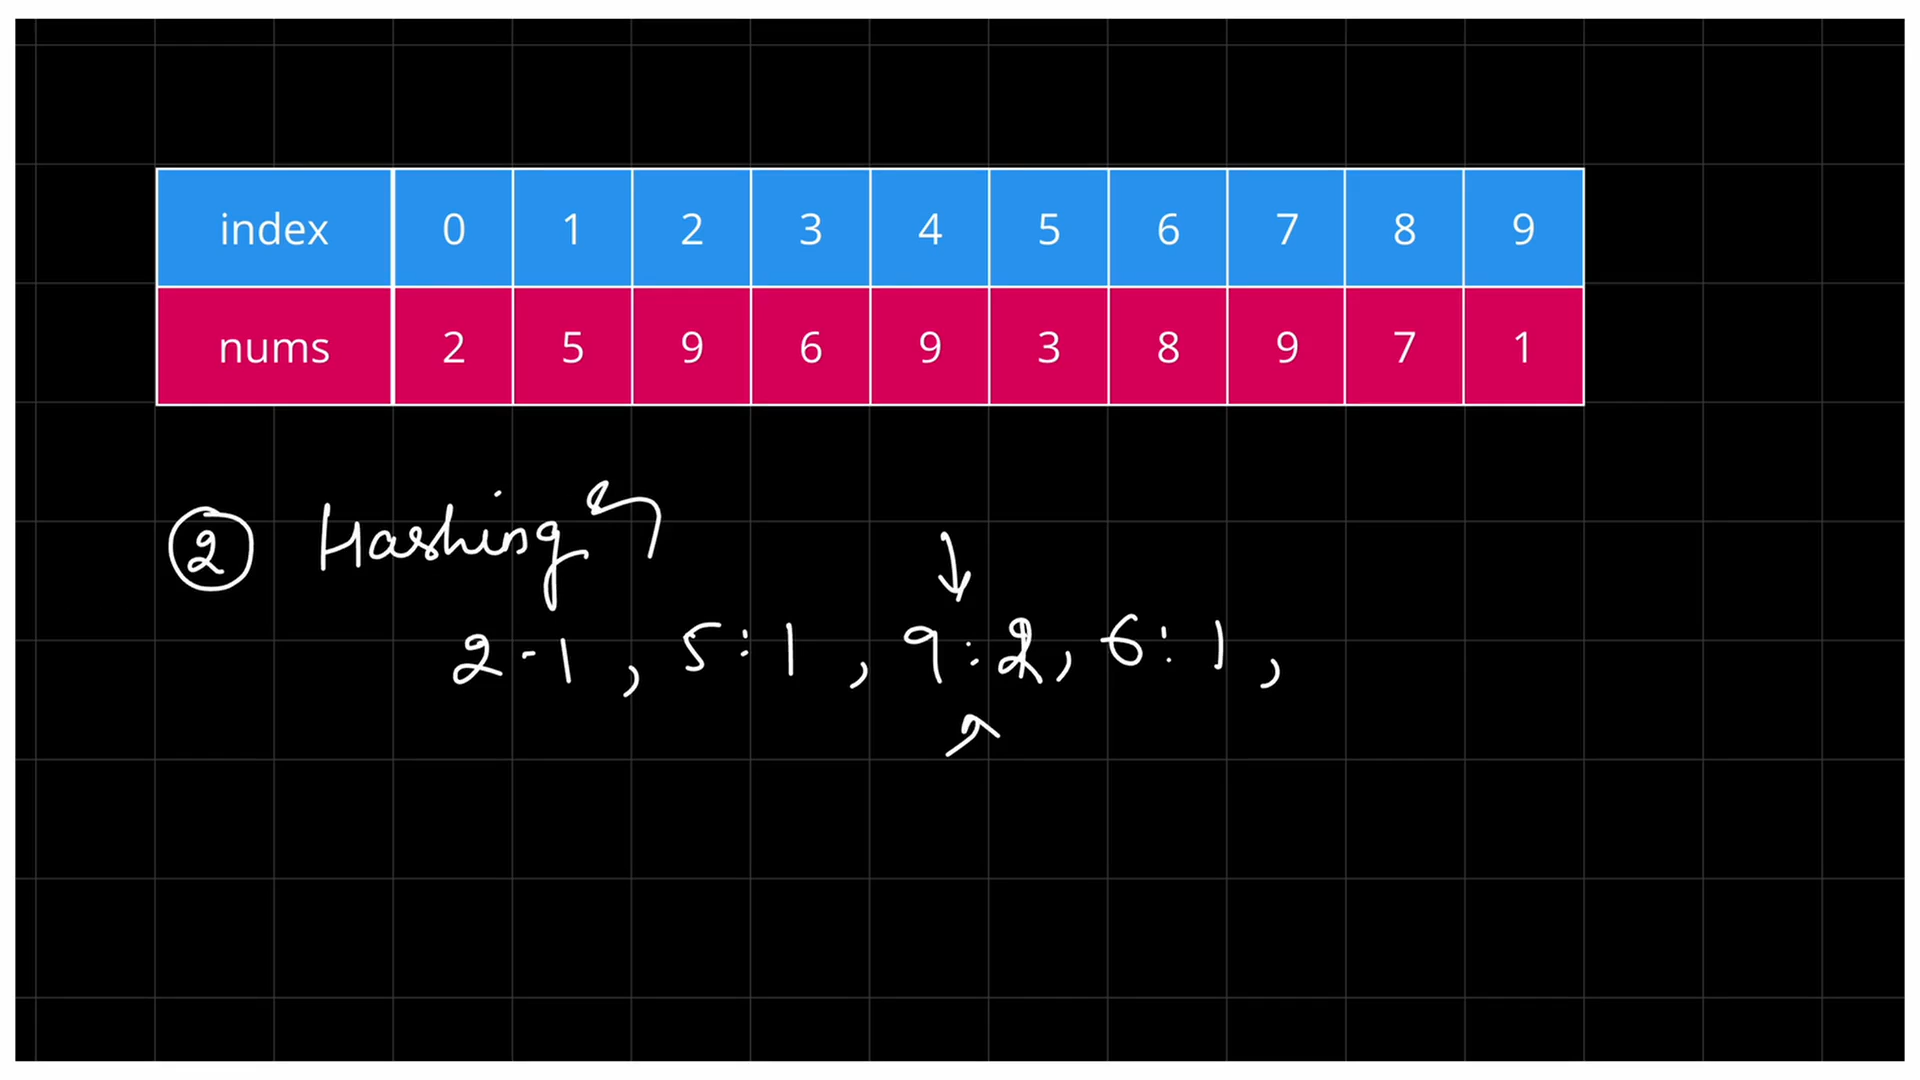 index 0 1 2 3 4 5 6 7 8 9
nums 2 5 9 6 9 3 8 9 7 1
2 Hashing
2-1, 5:1, 9:2, 6:1,